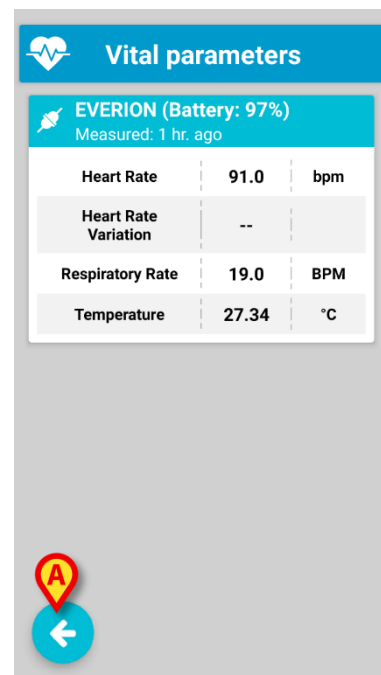 Vital parameters
EVERION (Battery: 97%)
Measured: 1 hr. ago
Heart Rate 91.0 bpm
Heart Rate
Variation --
Respiratory Rate 19.0 BPM
Temperature 27.34 °C
A